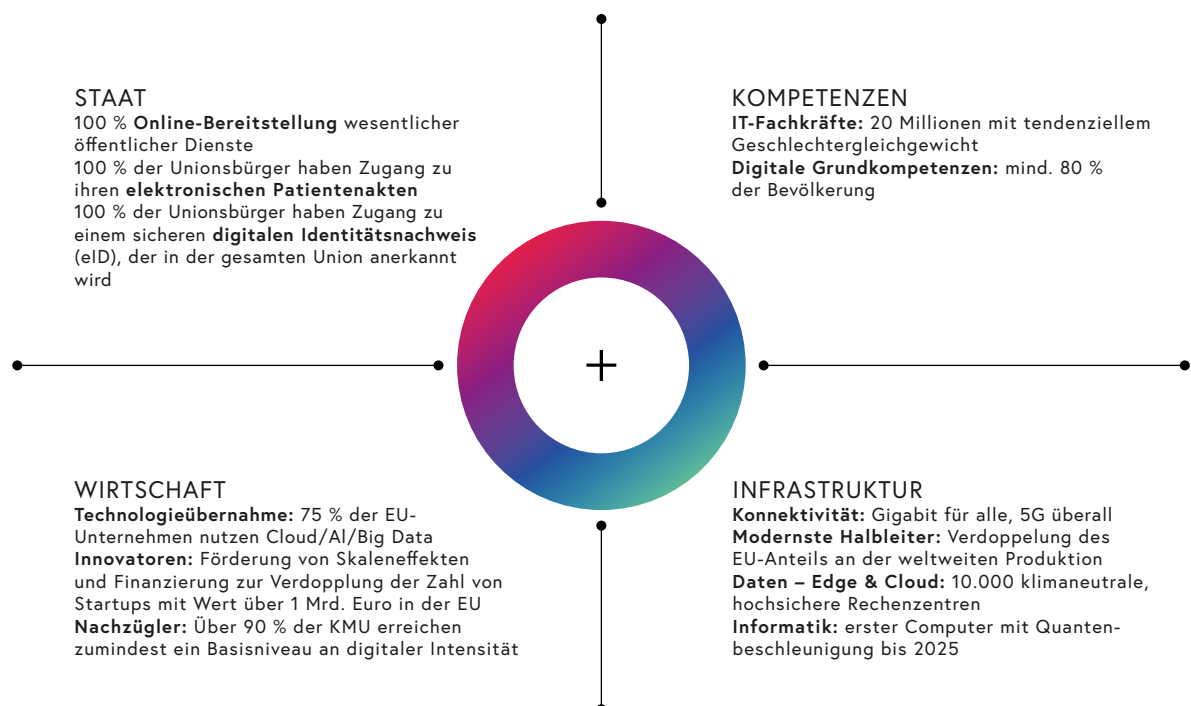 STAAT
100 % Online-Bereitstellung wesentlicher
öffentlicher Dienste
100 % der Unionsbürger haben Zugang zu
ihren elektronischen Patientenakten
100 % der Unionsbürger haben Zugang zu
einem sicheren digitalen Identitätsnachweis
(eID), der in der gesamten Union anerkannt
wird
KOMPETENZEN
IT-Fachkräfte: 20 Millionen mit tendenziellem
Geschlechtergleichgewicht
Digitale Grundkompetenzen: mind. 80 %
der Bevölkerung
+
WIRTSCHAFT
Technologieübernahme: 75 % der EU-
Unternehmen nutzen Cloud/AI/Big Data
Innovatoren: Förderung von Skaleneffekten
und Finanzierung zur Verdopplung der Zahl von
Startups mit Wert über 1 Mrd. Euro in der EU
Nachzügler: Über 90 % der KMU erreichen
zumindest ein Basisniveau an digitaler Intensität
INFRASTRUKTUR
Konnektivität: Gigabit für alle, 5G überall
Modernste Halbleiter: Verdoppelung des
EU-Anteils an der weltweiten Produktion
Daten – Edge & Cloud: 10.000 klimaneutrale,
hochsichere Rechenzentren
Informatik: erster Computer mit Quanten-
beschleunigung bis 2025